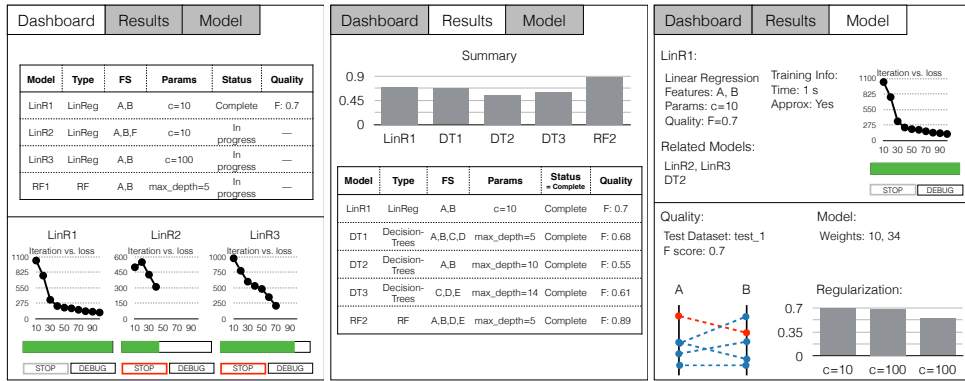 Dashboard Results Model
Model Type FS Params Status Quality
LinR1 LinReg A,B c=10 Complete F: 0.7
LinR2 LinReg A,B,F c=10 In progress —
LinR3 LinReg A,B c=100 In progress —
RF1 RF A,B max_depth=5 In progress —
LinR1 LinR2 LinR3
Iteration vs. loss Iteration vs. loss Iteration vs. loss
1100 600 1000
825 450 750
550 300 500
275 150 250
0 0 0
10 30 50 70 90 10 30 50 70 90 10 30 50 70 90
STOP DEBUG STOP DEBUG STOP DEBUG
Dashboard Results Model
Summary
0.9
0.45
0
LinR1 DT1 DT2 DT3 RF2
Model Type FS Params Status = Complete Quality
LinR1 LinReg A,B c=10 Complete F: 0.7
DT1 Decision-Trees A,B,C,D max_depth=5 Complete F: 0.68
DT2 Decision-Trees A,B max_depth=10 Complete F: 0.55
DT3 Decision-Trees C,D,E max_depth=14 Complete F: 0.61
RF2 RF A,B,D,E max_depth=5 Complete F: 0.89
Dashboard Results Model
LinR1:
Linear Regression
Features: A, B
Params: c=10
Quality: F=0.7
Training Info:
Time: 1 s
Approx: Yes
Iteration vs. loss
1100
825
550
275
0
10 30 50 70 90
Related Models:
LinR2, LinR3
DT2
STOP DEBUG
Quality:
Test Dataset: test_1
F score: 0.7
Model:
Weights: 10, 34
A B
Regularization:
0.7
0.35
0
c=10 c=100 c=100